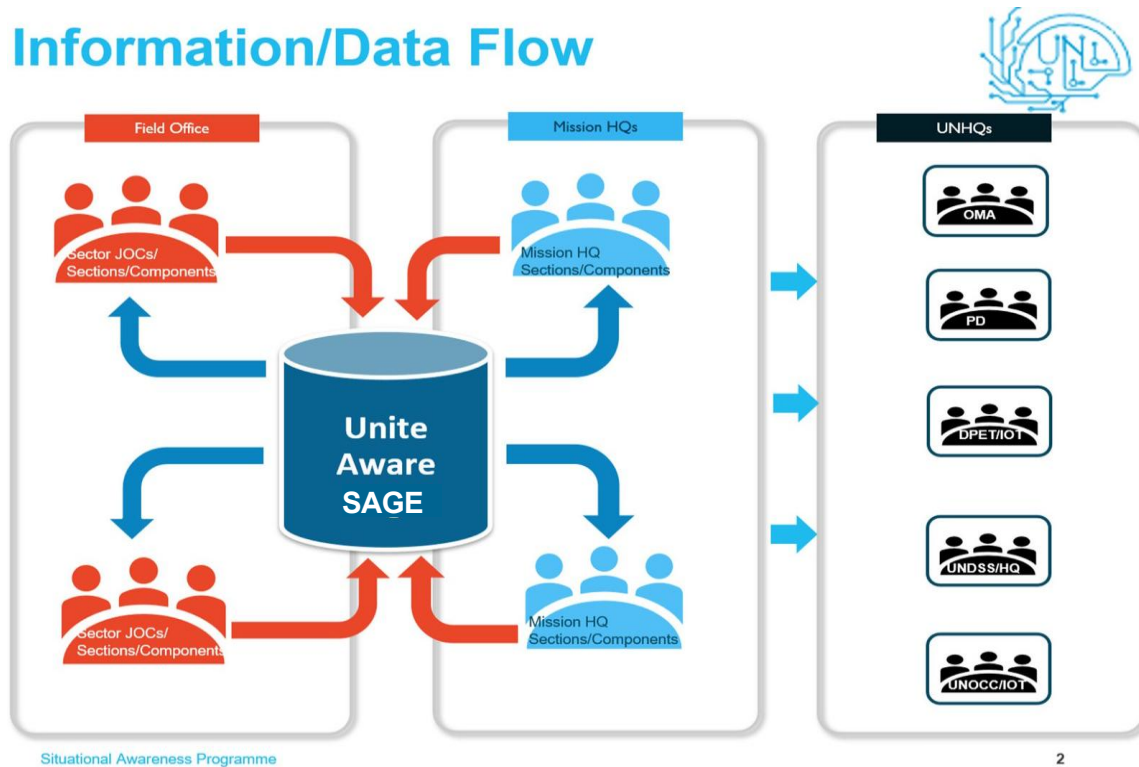 Information/Data Flow
UN
Field Office
Mission HQs
UNHQs
Sector JOCs/
Sections/Components
Mission HQ
Sections/Components
OMA
PD
Unite
Aware
SAGE
DPET/IOT
UNDSS/HQ
Sector JOCs/
Sections/Component
Mission HQ
Sections/Components
UNOCC/IOT
Situational Awareness Programme
2